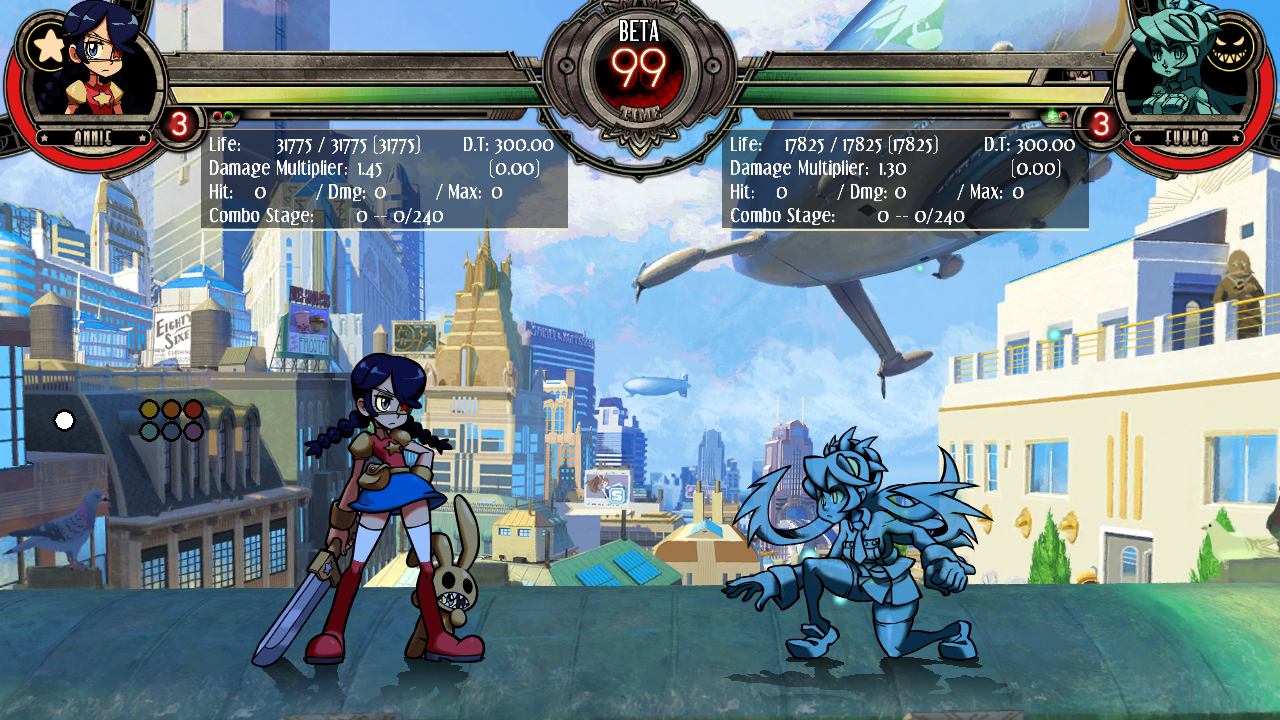 BETA
99
TIME
ANNIE
3
3
FUKUA
Life: 31775 / 31775 [31775] D.T: 300.00
Damage Multiplier: 1.45 [0.00]
Hit: 0 / Dmg: 0 / Max: 0
Combo Stage: 0 -- 0/240
Life: 17825 / 17825 [17825] D.T: 300.00
Damage Multiplier: 1.30 [0.00]
Hit: 0 / Dmg: 0 / Max: 0
Combo Stage: 0 -- 0/240
EIGHTY
SIXE
FROSTY
S